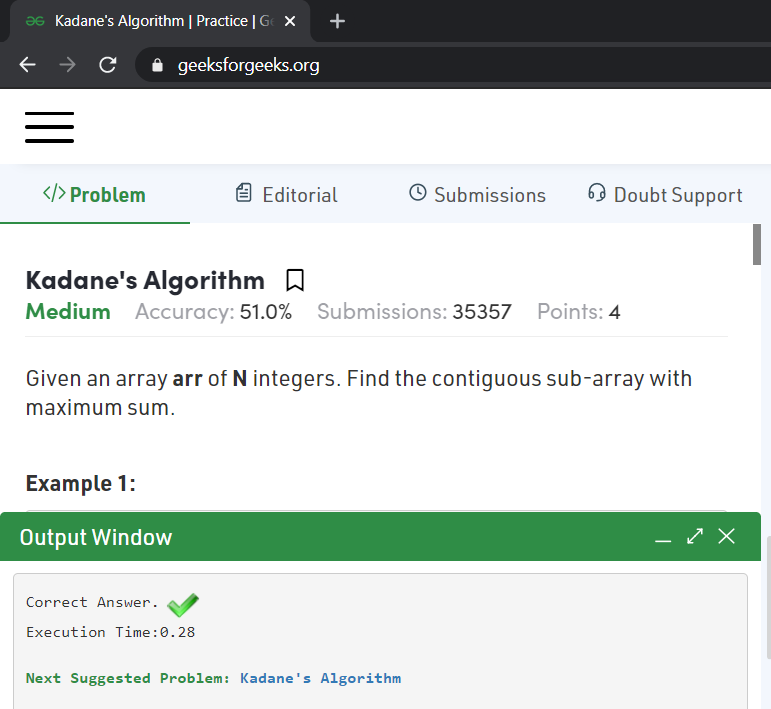 Kadane's Algorithm | Practice | G
geeksforgeeks.org
</> Problem Editorial Submissions Doubt Support
Kadane's Algorithm
Medium Accuracy: 51.0% Submissions: 35357 Points: 4
Given an array arr of N integers. Find the contiguous sub-array with
maximum sum.
Example 1:
Output Window
Correct Answer.
Execution Time:0.28
Next Suggested Problem: Kadane's Algorithm